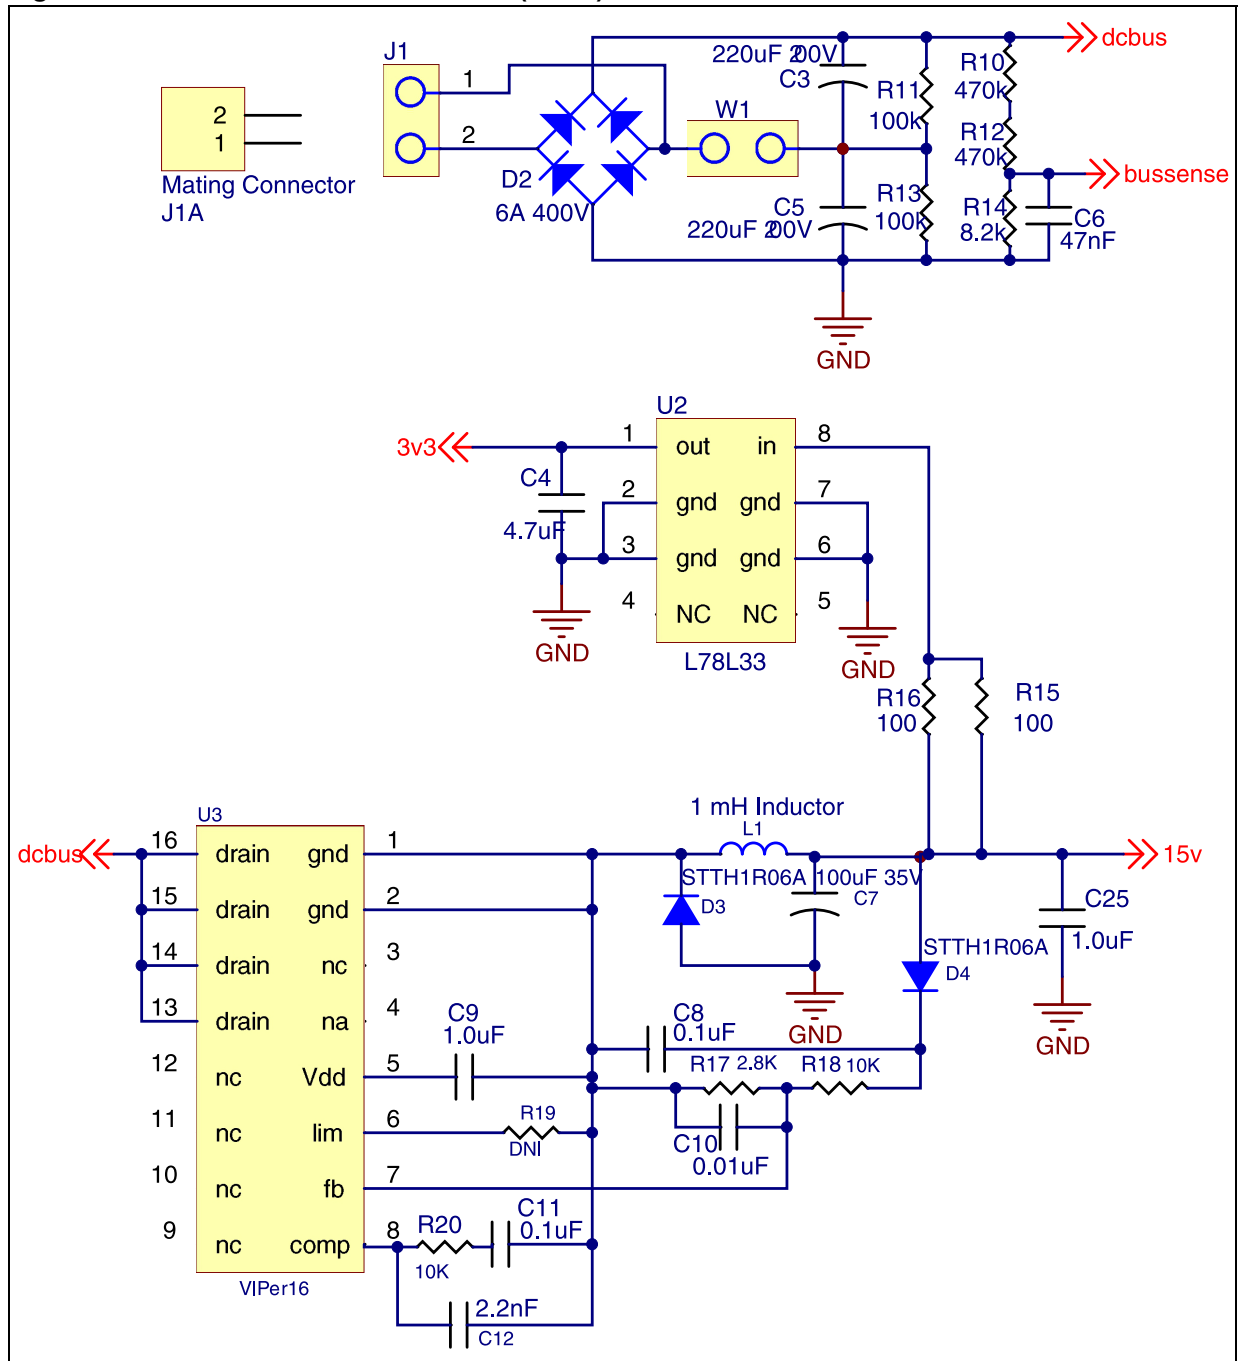 J1
1
2
2
1
Mating Connector
J1A
D2
6A 400V
W1
220uF 200V
C3
R11
100k
R10
470k
R12
470k
dcbus
bussense
C5
220uF 200V
R13
100k
R14
8.2k
C6
47nF
GND
U2
3v3
1
out
in
8
C4
4.7uF
2
gnd
gnd
7
3
gnd
gnd
6
4
NC
NC
5
GND
GND
L78L33
R16
100
R15
100
1 mH Inductor
L1
U3
dcbus
16
drain
gnd
1
15v
STTH1R06A
100uF 35V
D3
C7
15
drain
gnd
2
C25
1.0uF
14
drain
nc
3
STTH1R06A
D4
13
drain
na
4
GND
GND
C9
1.0uF
C8
0.1uF
12
nc
Vdd
5
R17 2.8K
R18 10K
11
nc
lim
6
R19
DNI
C10
0.01uF
10
nc
fb
7
9
nc
comp
8
R20
10K
C11
0.1uF
VIPer16
2.2nF
C12